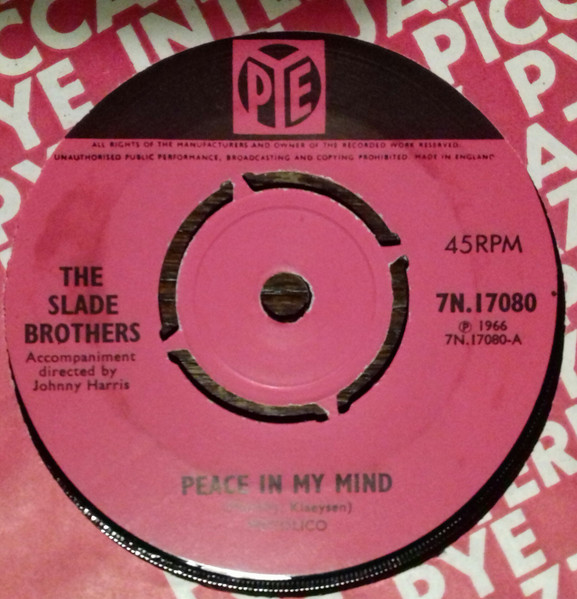 PYE
ALL RIGHTS OF THE MANUFACTURERS AND OWNER OF THE RECORDED WORK RESERVED.
UNAUTHORISED PUBLIC PERFORMANCE, BROADCASTING AND COPYING PROHIBITED. MADE IN ENGLAND
45RPM
THE
SLADE
BROTHERS
Accompaniment
directed by
Johnny Harris
7N.17080
℗ 1966
7N.17080-A
PEACE IN MY MIND
PYE
PYE